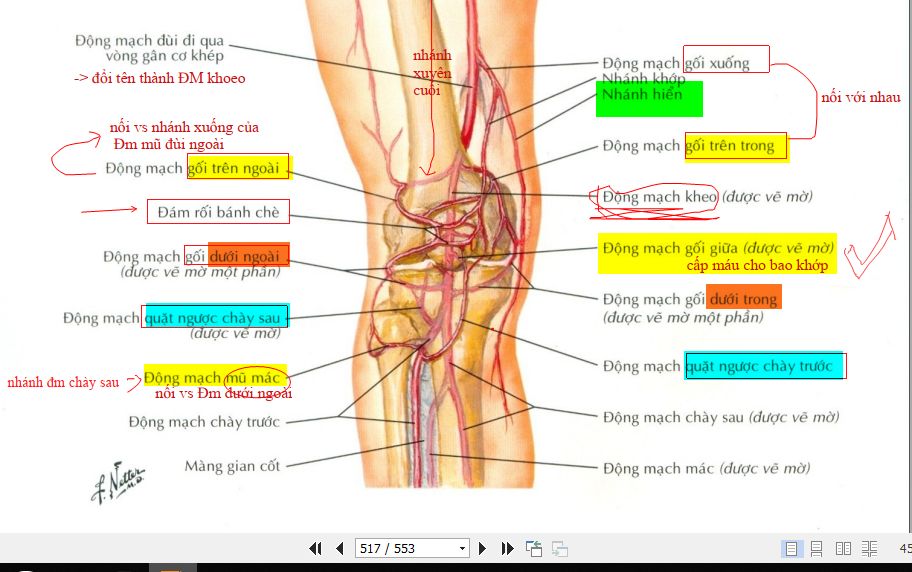 Động mạch đùi đi qua
vòng gân cơ khép
-> đổi tên thành ĐM khoeo
nối vs nhánh xuống của
Đm mũ đùi ngoài
Động mạch gối trên ngoài
Đám rối bánh chè
Động mạch gối dưới ngoài
(được vẽ mờ một phần)
Động mạch quặt ngược chày sau
(được vẽ mờ)
nhánh đm chày sau
Động mạch mũ mác
nối vs Đm dưới ngoài
Động mạch chày trước
Màng gian cốt
F. Netter
M.D.
nhánh
xuyên
cuối
Động mạch gối xuống
Nhánh khớp
Nhánh hiển
nối với nhau
Động mạch gối trên trong
Động mạch kheo (được vẽ mờ)
Động mạch gối giữa (được vẽ mờ)
cấp máu cho bao khớp
Động mạch gối dưới trong
(được vẽ mờ một phần)
Động mạch quặt ngược chày trước
Động mạch chày sau (được vẽ mờ)
Động mạch mác (được vẽ mờ)
517 / 553
45